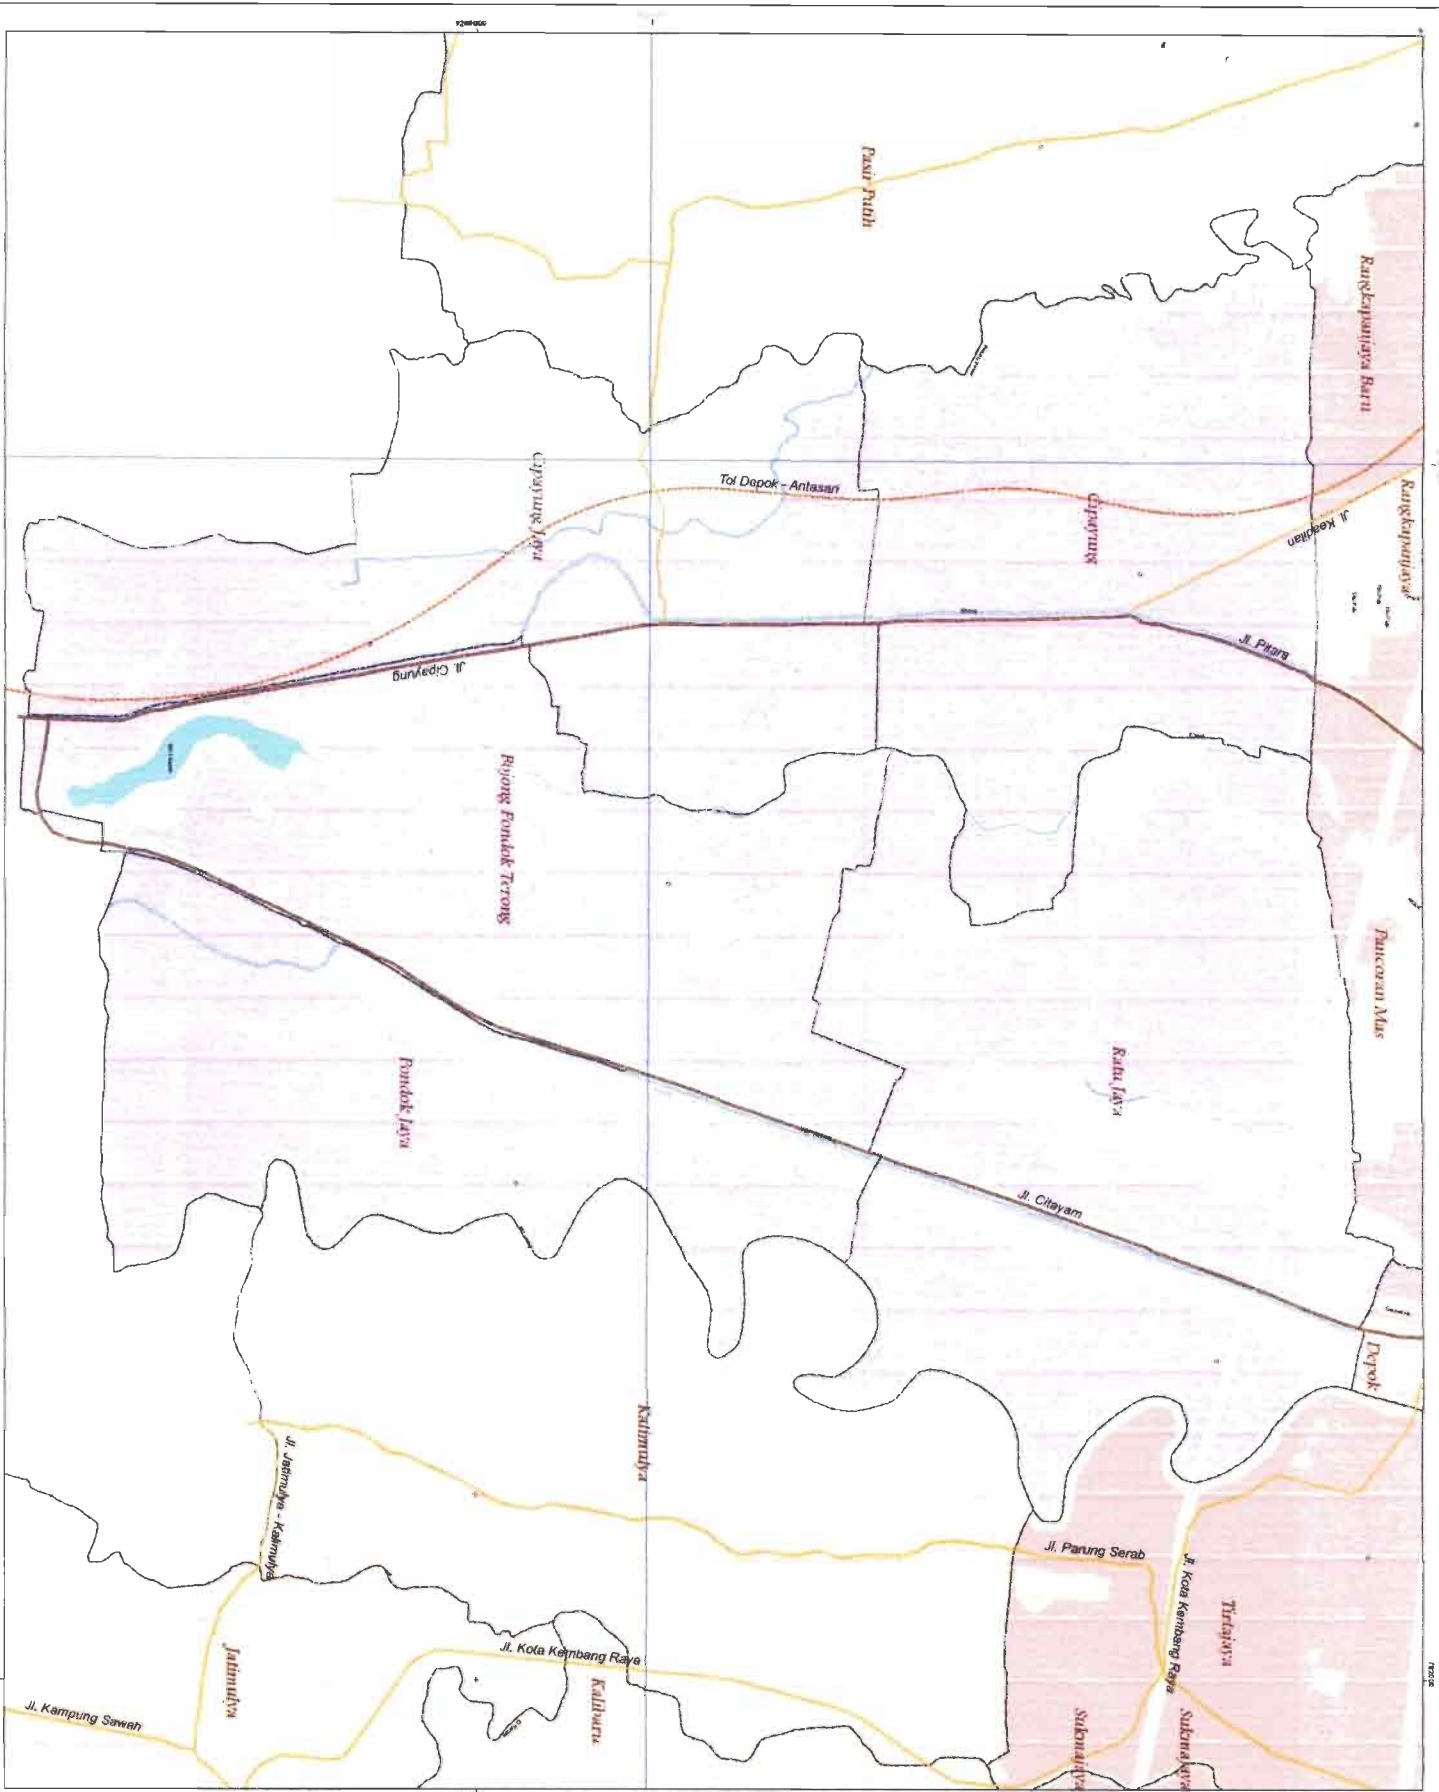 Pasir Putih
Rangkapanjaya Baru
Rangkapanjaya
Tol Depok - Antasari
Cipayung Jaya
Cipayung
Jl. Keadilan
Jl. Pitara
Jl. Cipayung
Bojong Pondok Terong
Pancoran Mas
Ratu Jaya
Pondok Jaya
Jl. Citayam
Depok
Kalimulya
Jl. Jatimulya - Kalimulya
Jl. Parung Serab
Jl. Kota Kembang Raya
Tirtajaya
Jl. Kota Kembang Raya
Jatimulya
Kalibaru
Sukmajaya
Sukmajaya
Jl. Kampung Sawah